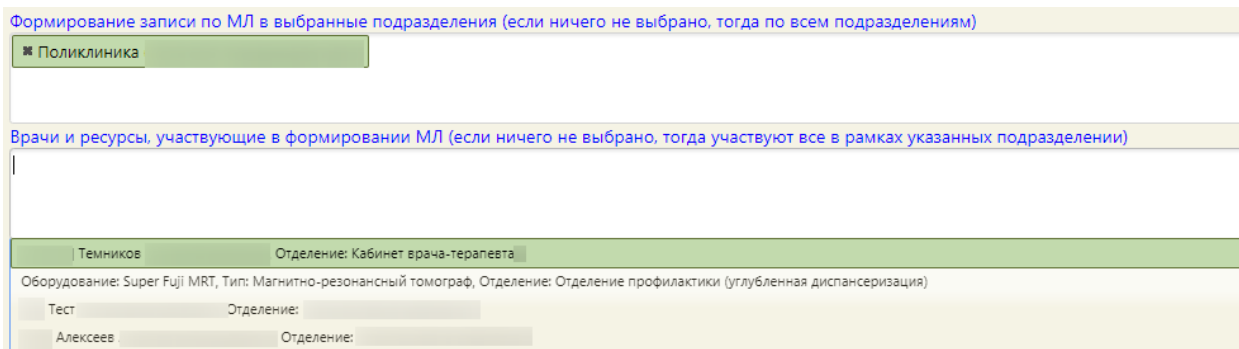 Формирование записи по МЛ в выбранные подразделения (если ничего не выбрано, тогда по всем подразделениям)
✖ Поликлиника
Врачи и ресурсы, участвующие в формировании МЛ (если ничего не выбрано, тогда участвуют все в рамках указанных подразделении)
Темников Отделение: Кабинет врача-терапевта
Оборудование: Super Fuji MRT, Тип: Магнитно-резонансный томограф, Отделение: Отделение профилактики (углубленная диспансеризация)
Тест Отделение:
Алексеев Отделение: